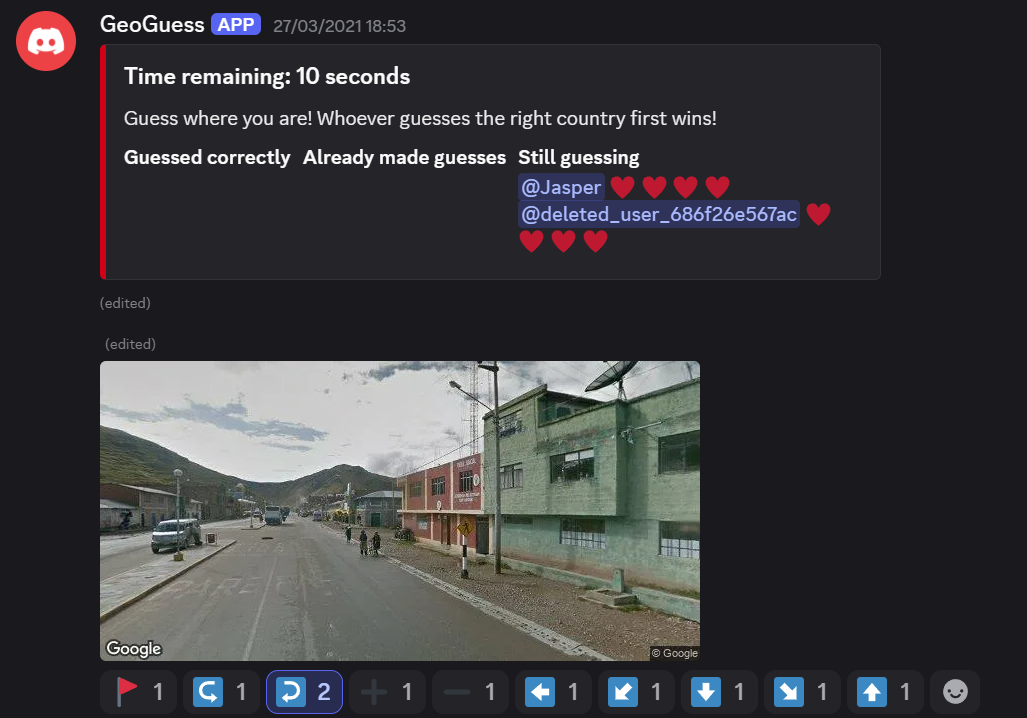 GeoGuess APP 27/03/2021 18:53
Time remaining: 10 seconds
Guess where you are! Whoever guesses the right country first wins!
Guessed correctly Already made guesses Still guessing
@Jasper
@deleted_user_686f26e567ac
(edited)
(edited)
Google
© Google
1 1 2 1 1 1 1 1 1 1